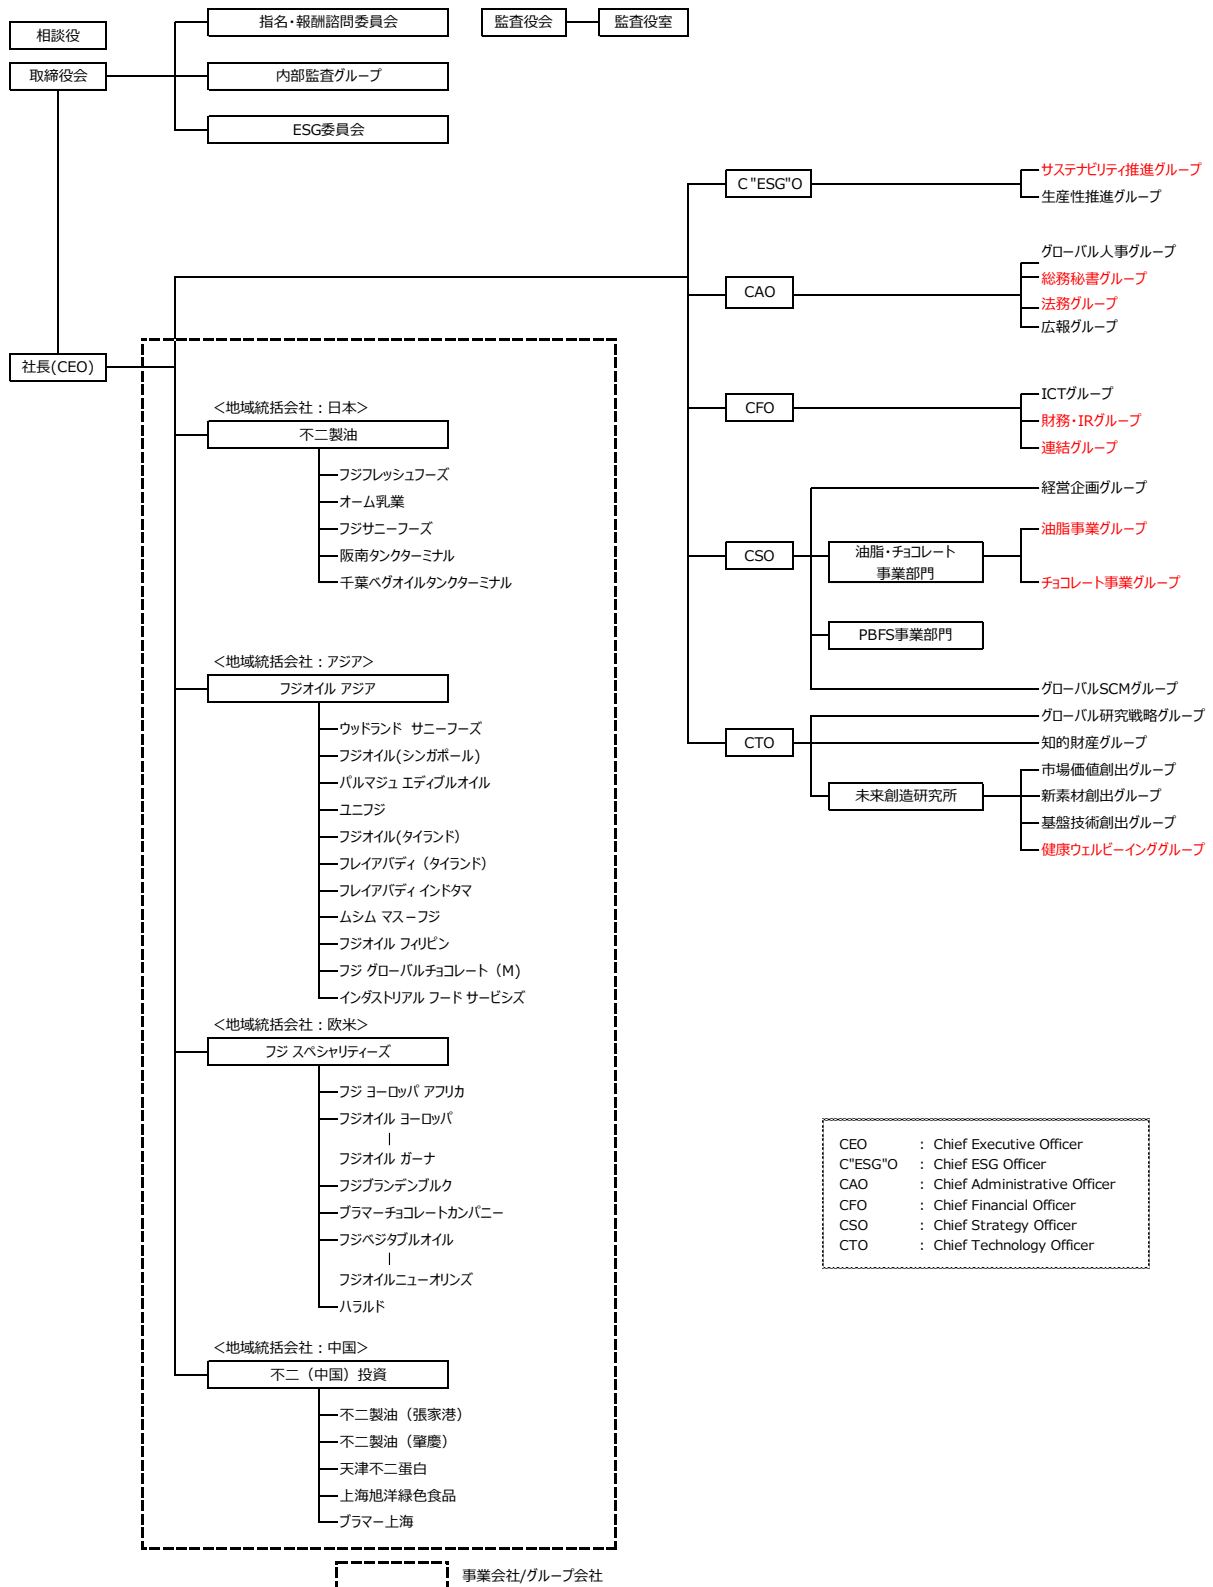 相談役
取締役会
指名・報酬諮問委員会
内部監査グループ
ESG委員会
監査役会
監査役室
社長(CEO)
C"ESG"O
サステナビリティ推進グループ
生産性推進グループ
CAO
グローバル人事グループ
総務秘書グループ
法務グループ
広報グループ
CFO
ICTグループ
財務・IRグループ
連結グループ
CSO
経営企画グループ
油脂・チョコレート
事業部門
油脂事業グループ
チョコレート事業グループ
PBFS事業部門
グローバルSCMグループ
CTO
グローバル研究戦略グループ
知的財産グループ
未来創造研究所
市場価値創出グループ
新素材創出グループ
基盤技術創出グループ
健康ウェルビーインググループ
<地域統括会社：日本>
不二製油
フジフレッシュフーズ
オーム乳業
フジサニーフーズ
阪南タンクターミナル
千葉ベグオイルタンクターミナル
<地域統括会社：アジア>
フジオイル アジア
ウッドランド サニーフーズ
フジオイル(シンガポール)
パルマジュ エディブルオイル
ユニフジ
フジオイル(タイランド）
フレイアバディ（タイランド）
フレイアバディ インドタマ
ムシム マス－フジ
フジオイル フィリピン
フジ グローバルチョコレート（M)
インダストリアル フード サービシズ
<地域統括会社：欧米>
フジ スペシャリティーズ
フジ ヨーロッパ アフリカ
フジオイル ヨーロッパ
フジオイル ガーナ
フジブランデンブルク
ブラマーチョコレートカンパニー
フジベジタブルオイル
フジオイルニューオリンズ
ハラルド
<地域統括会社：中国>
不二（中国）投資
不二製油（張家港）
不二製油（肇慶）
天津不二蛋白
上海旭洋緑色食品
ブラマー上海
事業会社/グループ会社
CEO : Chief Executive Officer
C"ESG"O : Chief ESG Officer
CAO : Chief Administrative Officer
CFO : Chief Financial Officer
CSO : Chief Strategy Officer
CTO : Chief Technology Officer